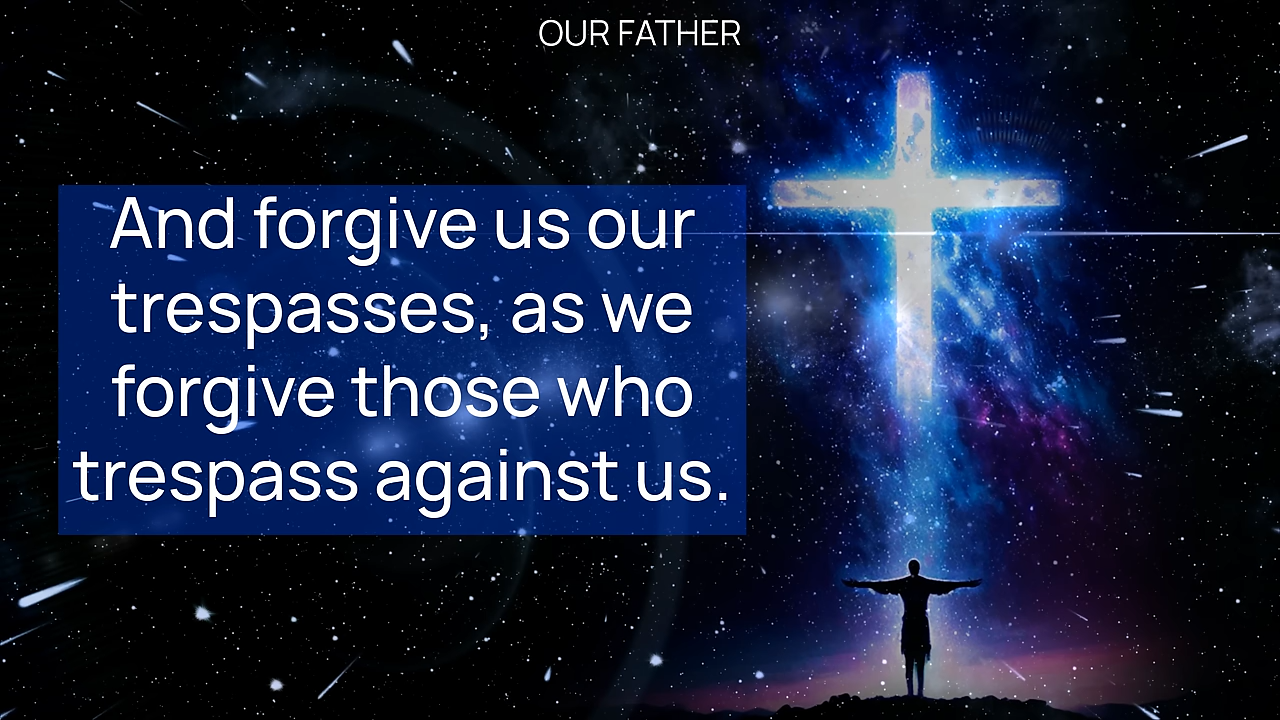 OUR FATHER
And forgive us our
trespasses, as we
forgive those who
trespass against us.